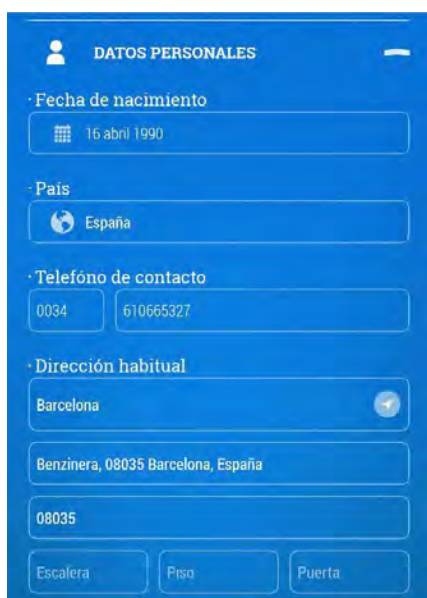 DATOS PERSONALES
· Fecha de nacimiento
16 abril 1990
· País
España
· Telefóno de contacto
0034 610665327
· Dirección habitual
Barcelona
Benzinera, 08035 Barcelona, España
08035
Escalera Piso Puerta